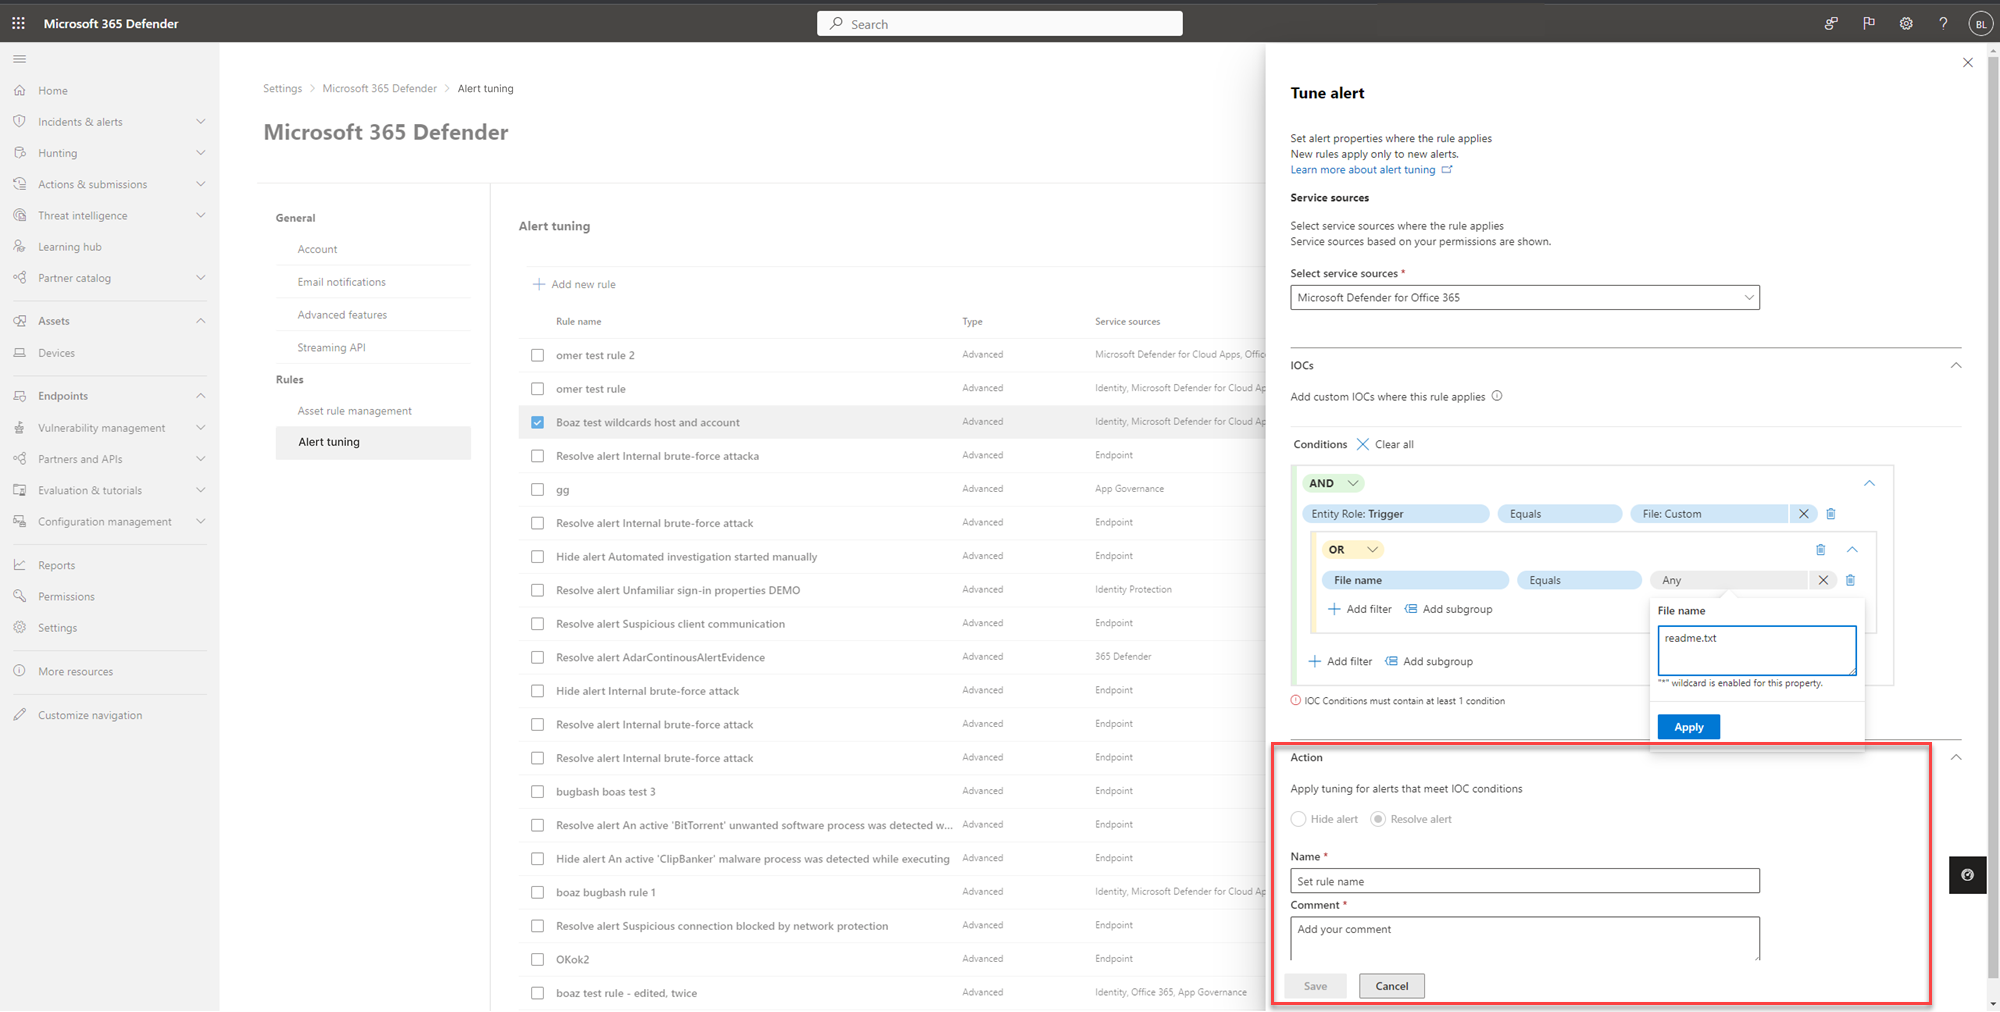 Microsoft 365 Defender
Search
BL
Home
Incidents & alerts
Hunting
Actions & submissions
Threat intelligence
Learning hub
Partner catalog
Assets
Devices
Endpoints
Vulnerability management
Partners and APIs
Evaluation & tutorials
Configuration management
Reports
Permissions
Settings
More resources
Customize navigation
Settings > Microsoft 365 Defender > Alert tuning
Microsoft 365 Defender
General
Account
Email notifications
Advanced features
Streaming API
Rules
Asset rule management
Alert tuning
Alert tuning
Add new rule
Rule name Type Service sources
omer test rule 2 Advanced Microsoft Defender for Cloud Apps, Offic
omer test rule Advanced Identity, Microsoft Defender for Cloud Ap
Boaz test wildcards host and account Advanced Identity, Microsoft Defender for Cloud Ap
Resolve alert Internal brute-force attacka Advanced Endpoint
gg Advanced App Governance
Resolve alert Internal brute-force attack Advanced Endpoint
Hide alert Automated investigation started manually Advanced Endpoint
Resolve alert Unfamiliar sign-in properties DEMO Advanced Identity Protection
Resolve alert Suspicious client communication Advanced Endpoint
Resolve alert AdarContinousAlertEvidence Advanced 365 Defender
Hide alert Internal brute-force attack Advanced Endpoint
Resolve alert Internal brute-force attack Advanced Endpoint
Resolve alert Internal brute-force attack Advanced Endpoint
bugbash boas test 3 Advanced Endpoint
Resolve alert An active 'BitTorrent' unwanted software process was detected w... Advanced Endpoint
Hide alert An active 'ClipBanker' malware process was detected while executing Advanced Endpoint
boaz bugbash rule 1 Advanced Identity, Microsoft Defender for Cloud Ap
Resolve alert Suspicious connection blocked by network protection Advanced Endpoint
OKok2 Advanced Endpoint
boaz test rule - edited, twice Advanced Identity, Office 365, App Governance
Tune alert
Set alert properties where the rule applies
New rules apply only to new alerts.
Learn more about alert tuning
Service sources
Select service sources where the rule applies
Service sources based on your permissions are shown.
Select service sources *
Microsoft Defender for Office 365
IOCs
Add custom IOCs where this rule applies
Conditions Clear all
AND
Entity Role: Trigger Equals File: Custom
OR
File name Equals Any
Add filter Add subgroup
File name
readme.txt
"*" wildcard is enabled for this property.
Apply
Add filter Add subgroup
IOC Conditions must contain at least 1 condition
Action
Apply tuning for alerts that meet IOC conditions
Hide alert Resolve alert
Name *
Set rule name
Comment *
Add your comment
Save Cancel